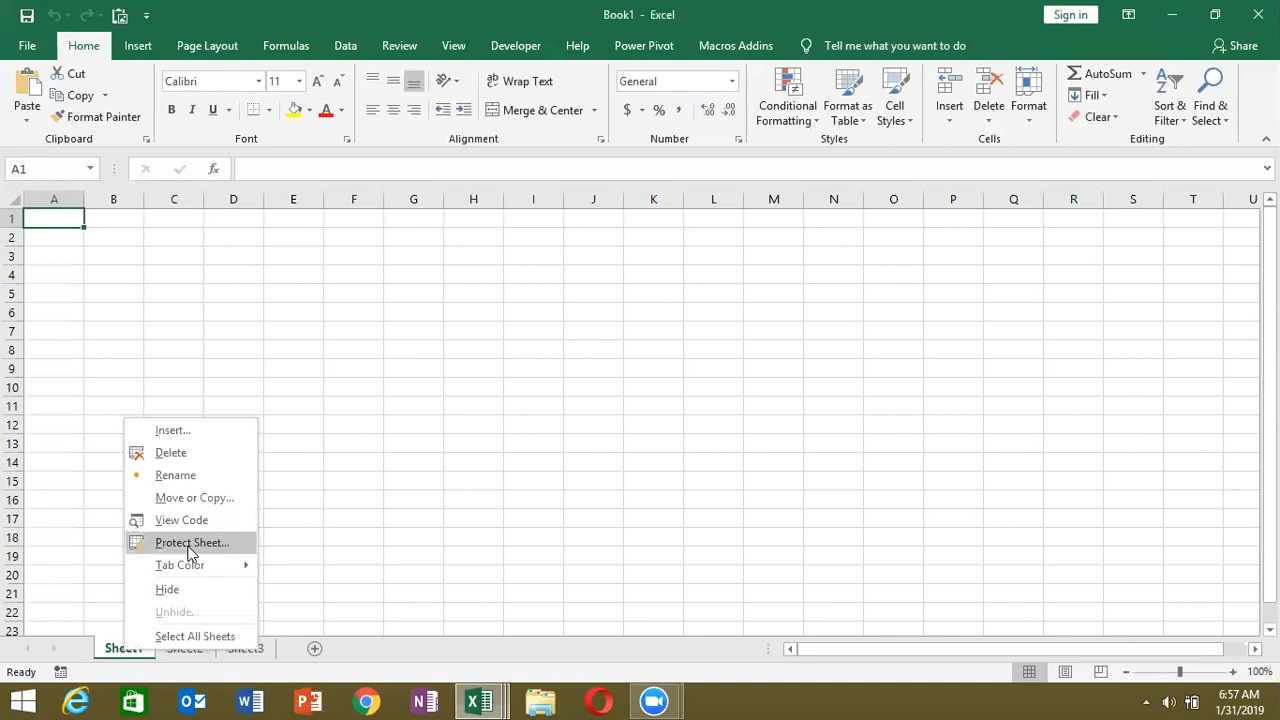 Book1 - Excel
Sign in
File Home Insert Page Layout Formulas Data Review View Developer Help Power Pivot Macros Addins Tell me what you want to do Share
Paste
Cut
Copy
Format Painter
Calibri 11
B I U
Wrap Text
Merge & Center
General
$ % ,
Conditional Formatting
Format as Table
Cell Styles
Insert
Delete
Format
AutoSum
Fill
Clear
Sort & Filter
Find & Select
Clipboard Font Alignment Number Styles Cells Editing
A1 fx
A B C D E F G H I J K L M N O P Q R S T U
1
2
3
4
5
6
7
8
9
10
11
12
13
14
15
16
17
18
19
20
21
22
23
Insert...
Delete
Rename
Move or Copy...
View Code
Protect Sheet...
Tab Color
Hide
Unhide...
Select All Sheets
Sheet1 Sheet2 Sheet3
Ready 100%
6:57 AM
1/31/2019